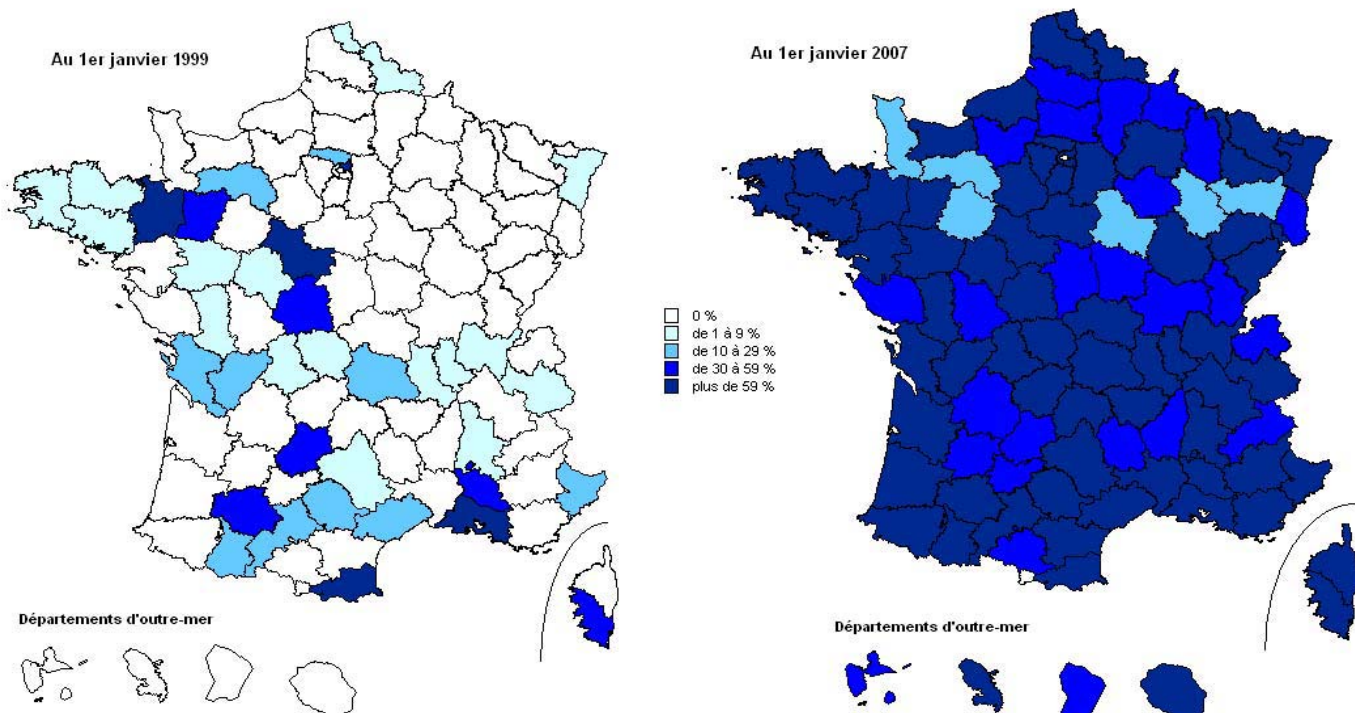 Au 1er janvier 1999
Au 1er janvier 2007
0 %
de 1 à 9 %
de 10 à 29 %
de 30 à 59 %
plus de 59 %
Départements d'outre-mer
Départements d'outre-mer